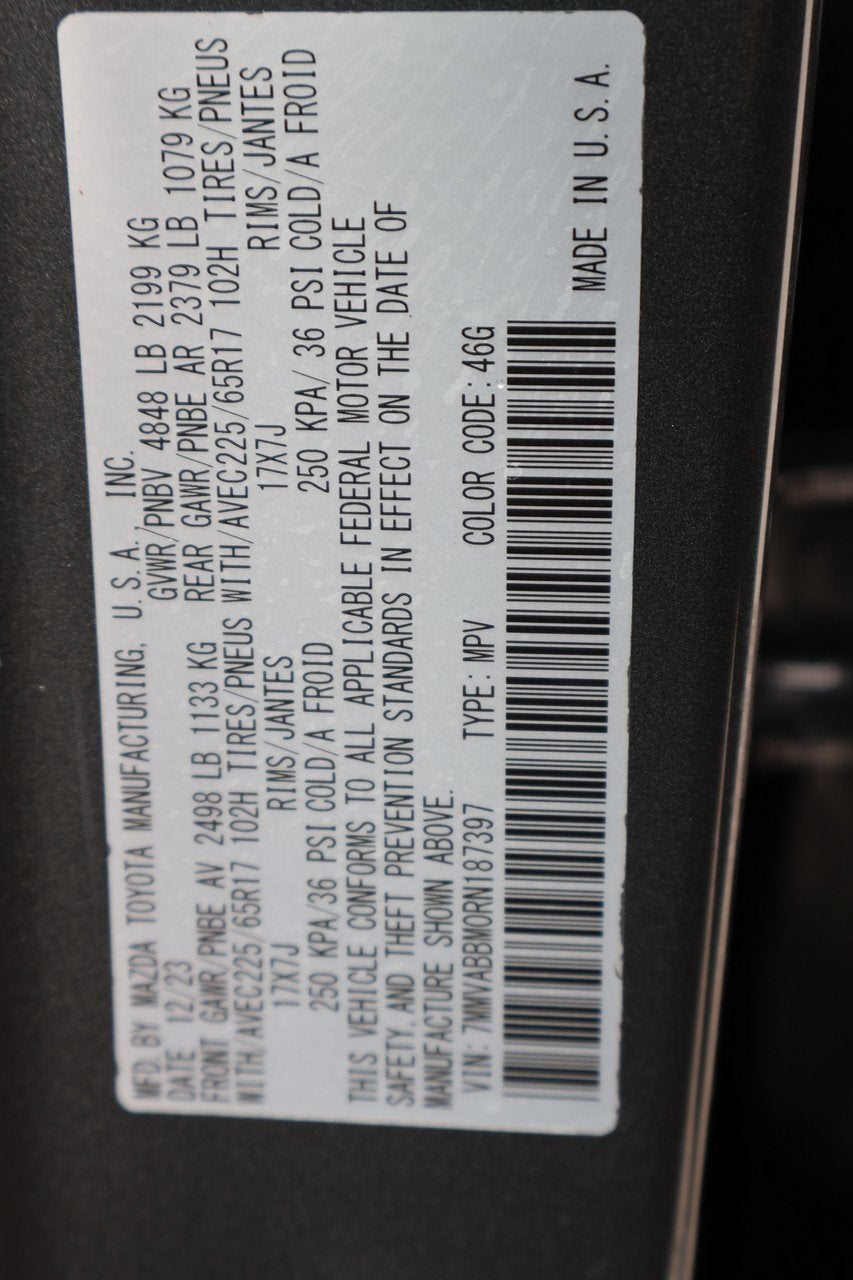 MFD. BY MAZDA TOYOTA MANUFACTURING, U.S.A., INC.
DATE 12/23 GVWR/PNBV 4848 LB 2199 KG
FRONT GAWR/PNBE AV 2498 LB 1133 KG REAR GAWR/PNBE AR 2379 LB 1079 KG
WITH/AVEC225/65R17 102H TIRES/PNEUS WITH/AVEC225/65R17 102H TIRES/PNEUS
17X7J RIMS/JANTES 17X7J RIMS/JANTES
250 KPA/36 PSI COLD/A FROID 250 KPA/ 36 PSI COLD/A FROID
THIS VEHICLE CONFORMS TO ALL APPLICABLE FEDERAL MOTOR VEHICLE
SAFETY, AND THEFT PREVENTION STANDARDS IN EFFECT ON THE DATE OF
MANUFACTURE SHOWN ABOVE.
VIN: 7MMVABBM0RN187397 TYPE: MPV COLOR CODE: 46G
MADE IN U.S.A.